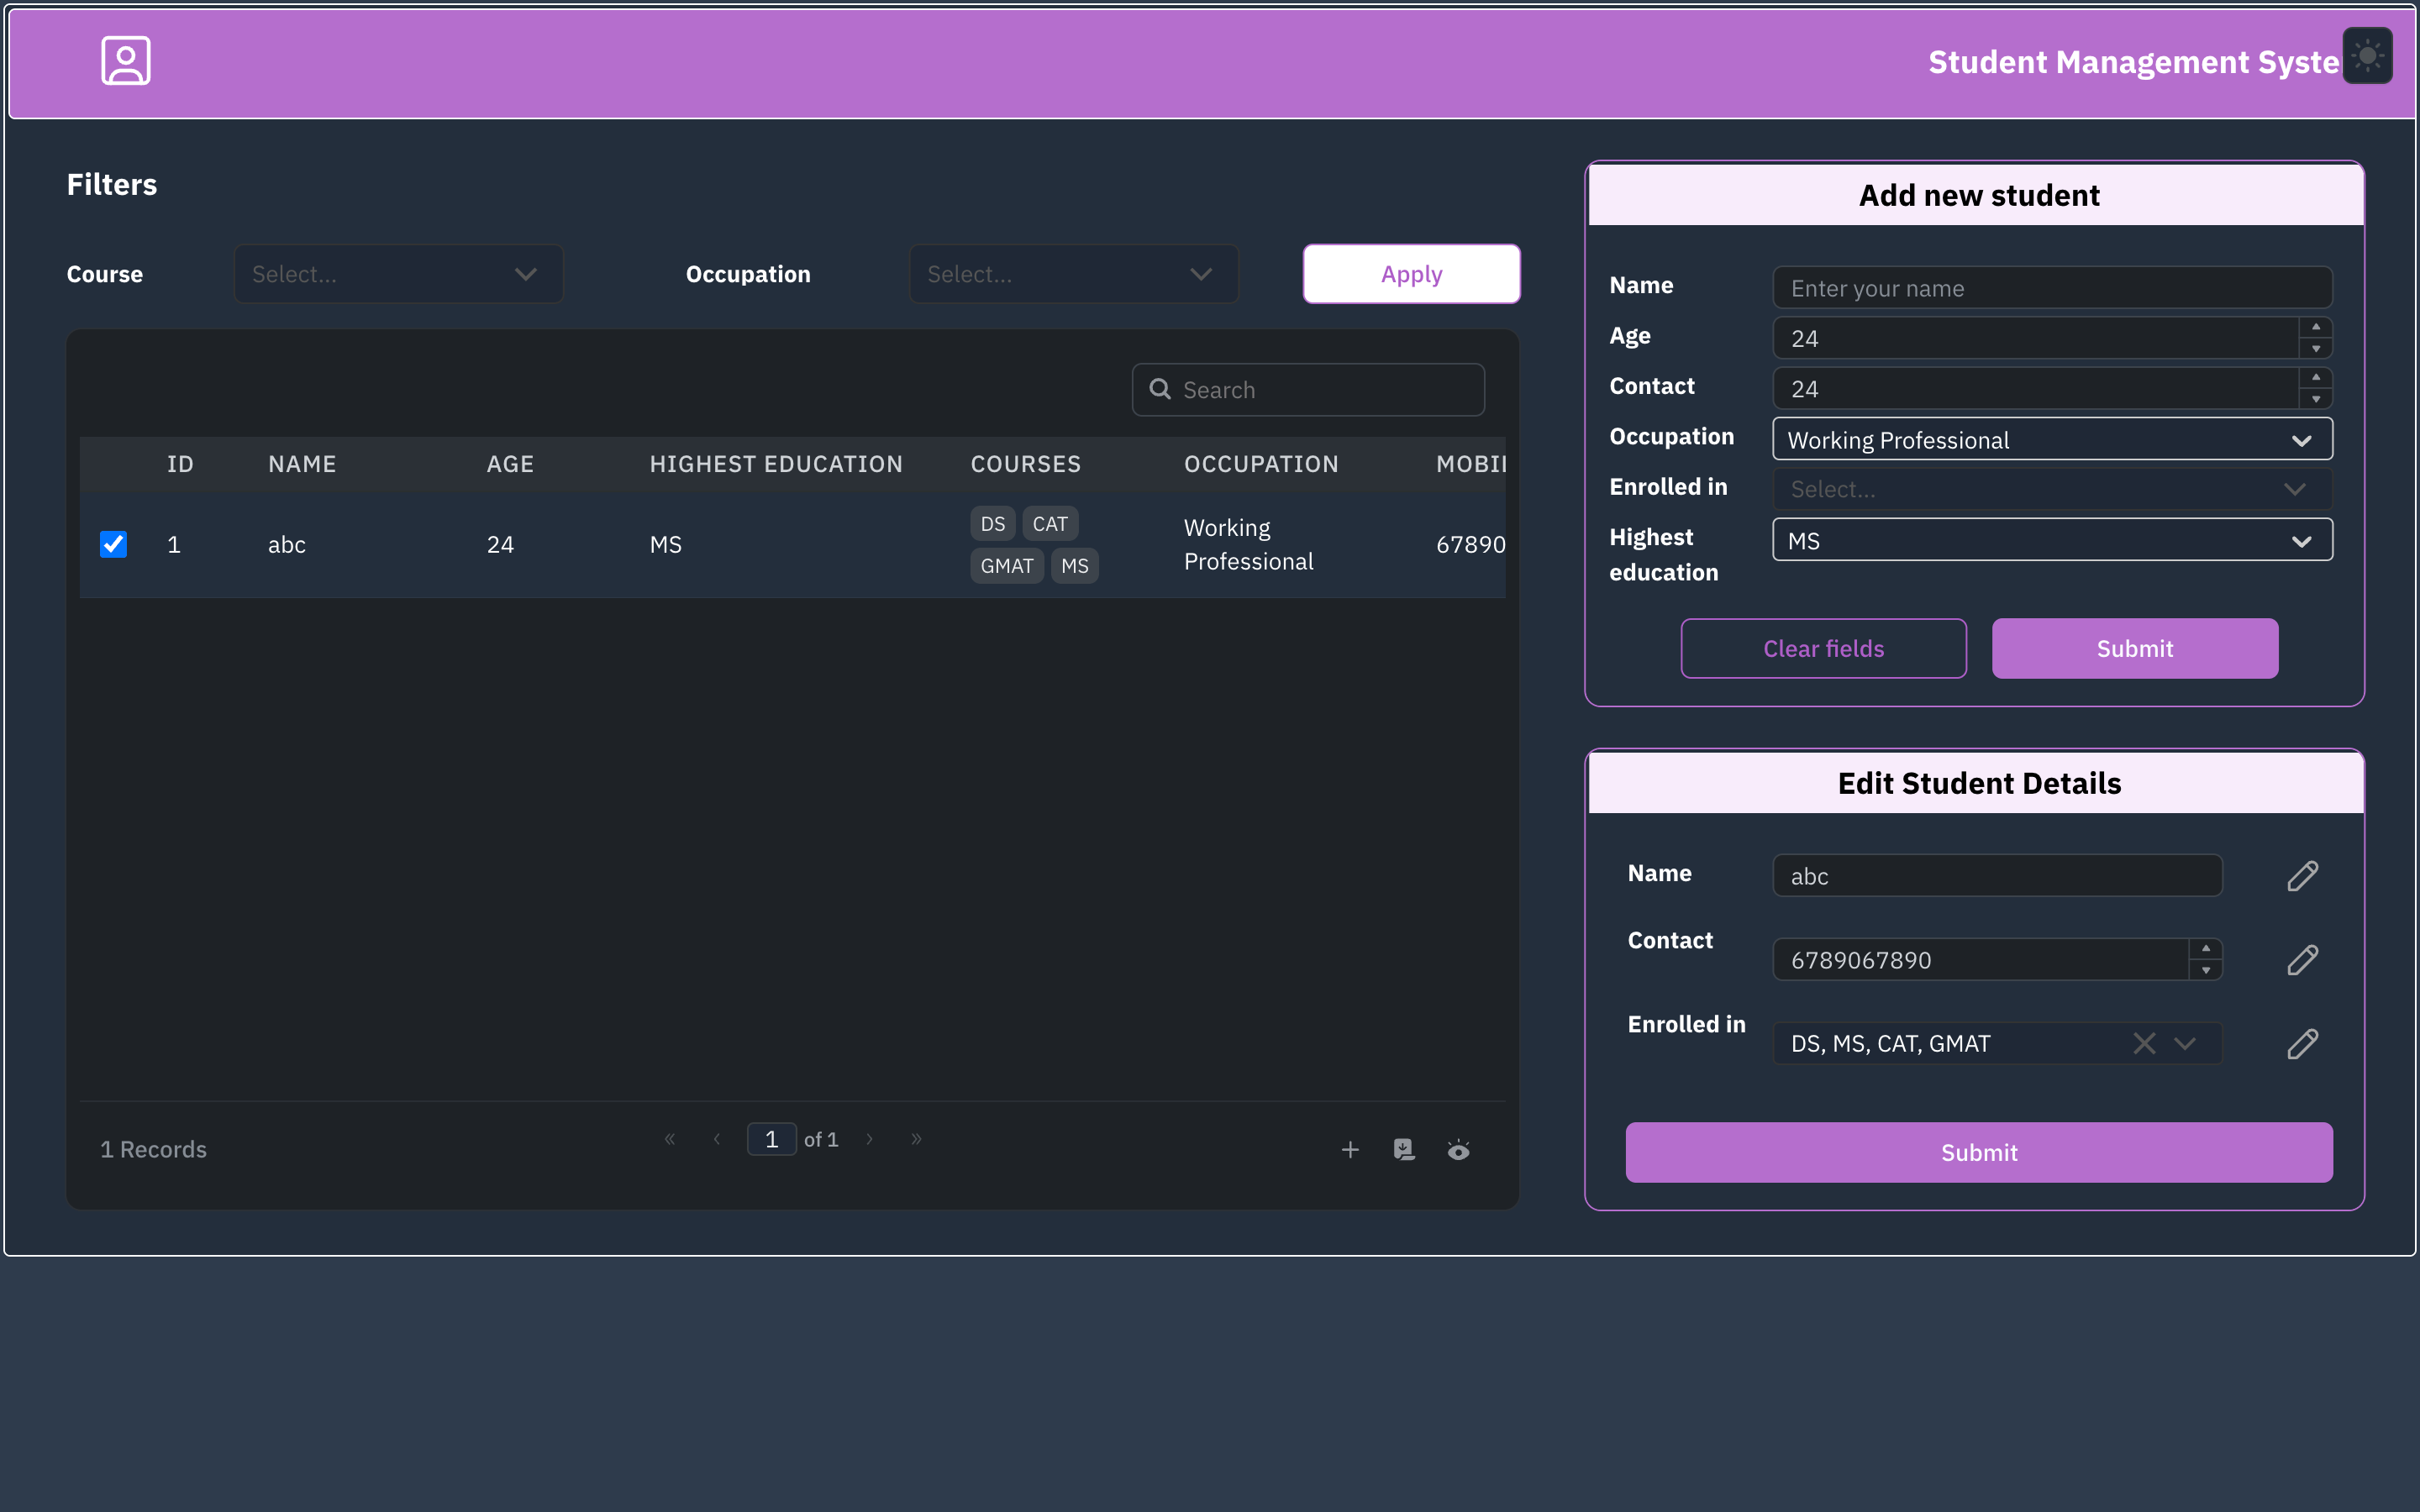 Student Management Syste
Filters
Course
Select...
Occupation
Select...
Apply
Search
ID NAME AGE HIGHEST EDUCATION COURSES OCCUPATION MOBI
1 abc 24 MS DS CAT GMAT MS Working Professional 67890
1 Records
« ‹ 1 of 1 › »
Add new student
Name
Enter your name
Age
24
Contact
24
Occupation
Working Professional
Enrolled in
Select...
Highest
education
MS
Clear fields
Submit
Edit Student Details
Name
abc
Contact
6789067890
Enrolled in
DS, MS, CAT, GMAT
Submit